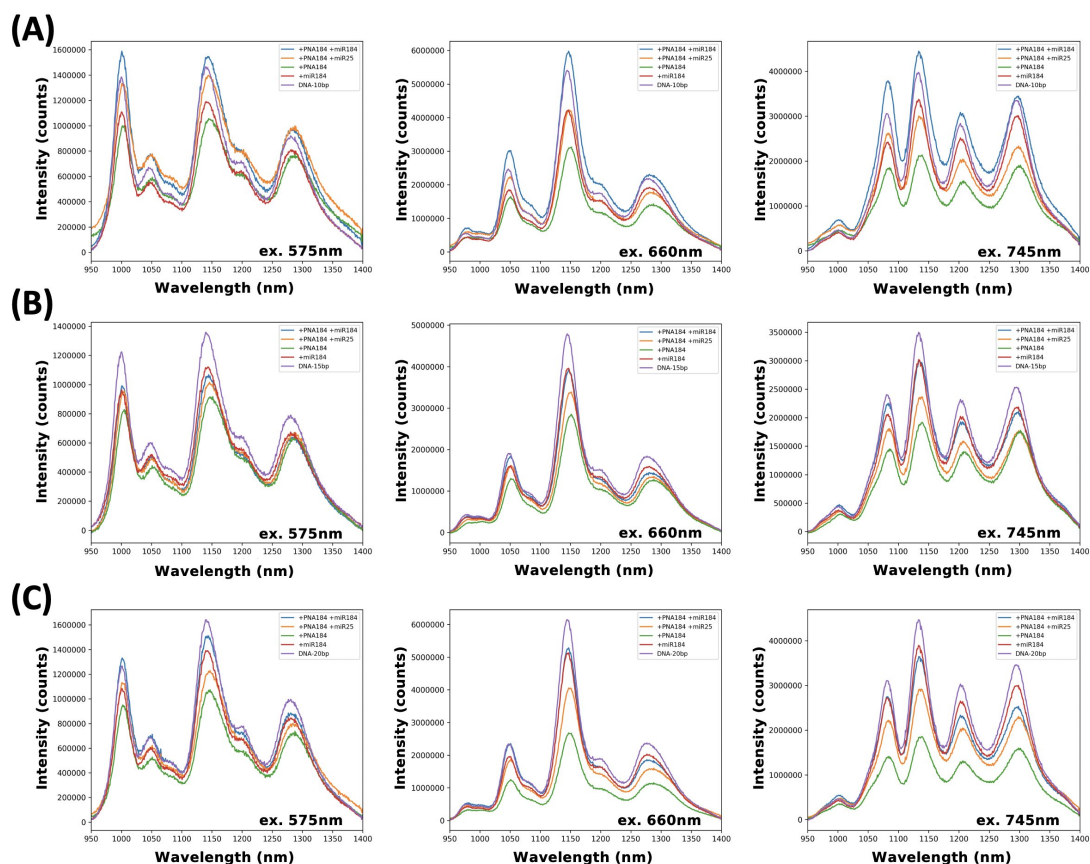 (A)
1600000
1400000
1200000
1000000
800000
600000
400000
200000
0
Intensity (counts)
950 1000 1050 1100 1150 1200 1250 1300 1350 1400
Wavelength (nm)
+PNA184 +miR184
+PNA184 +miR25
+PNA184
+miR184
DNA-10bp
ex. 575nm
6000000
5000000
4000000
3000000
2000000
1000000
0
Intensity (counts)
950 1000 1050 1100 1150 1200 1250 1300 1350 1400
Wavelength (nm)
+PNA184 +miR184
+PNA184 +miR25
+PNA184
+miR184
DNA-10bp
ex. 660nm
4000000
3000000
2000000
1000000
0
Intensity (counts)
950 1000 1050 1100 1150 1200 1250 1300 1350 1400
Wavelength (nm)
+PNA184 +miR184
+PNA184 +miR25
+PNA184
+miR184
DNA-10bp
ex. 745nm
(B)
1400000
1200000
1000000
800000
600000
400000
200000
0
Intensity (counts)
950 1000 1050 1100 1150 1200 1250 1300 1350 1400
Wavelength (nm)
+PNA184 +miR184
+PNA184 +miR25
+PNA184
+miR184
DNA-15bp
ex. 575nm
5000000
4000000
3000000
2000000
1000000
0
Intensity (counts)
950 1000 1050 1100 1150 1200 1250 1300 1350 1400
Wavelength (nm)
+PNA184 +miR184
+PNA184 +miR25
+PNA184
+miR184
DNA-15bp
ex. 660nm
3500000
3000000
2500000
2000000
1500000
1000000
500000
0
Intensity (counts)
950 1000 1050 1100 1150 1200 1250 1300 1350 1400
Wavelength (nm)
+PNA184 +miR184
+PNA184 +miR25
+PNA184
+miR184
DNA-15bp
ex. 745nm
(C)
1600000
1400000
1200000
1000000
800000
600000
400000
200000
0
Intensity (counts)
950 1000 1050 1100 1150 1200 1250 1300 1350 1400
Wavelength (nm)
+PNA184 +miR184
+PNA184 +miR25
+PNA184
+miR184
DNA-20bp
ex. 575nm
6000000
5000000
4000000
3000000
2000000
1000000
0
Intensity (counts)
950 1000 1050 1100 1150 1200 1250 1300 1350 1400
Wavelength (nm)
+PNA184 +miR184
+PNA184 +miR25
+PNA184
+miR184
DNA-20bp
ex. 660nm
4000000
3000000
2000000
1000000
0
Intensity (counts)
950 1000 1050 1100 1150 1200 1250 1300 1350 1400
Wavelength (nm)
+PNA184 +miR184
+PNA184 +miR25
+PNA184
+miR184
DNA-20bp
ex. 745nm